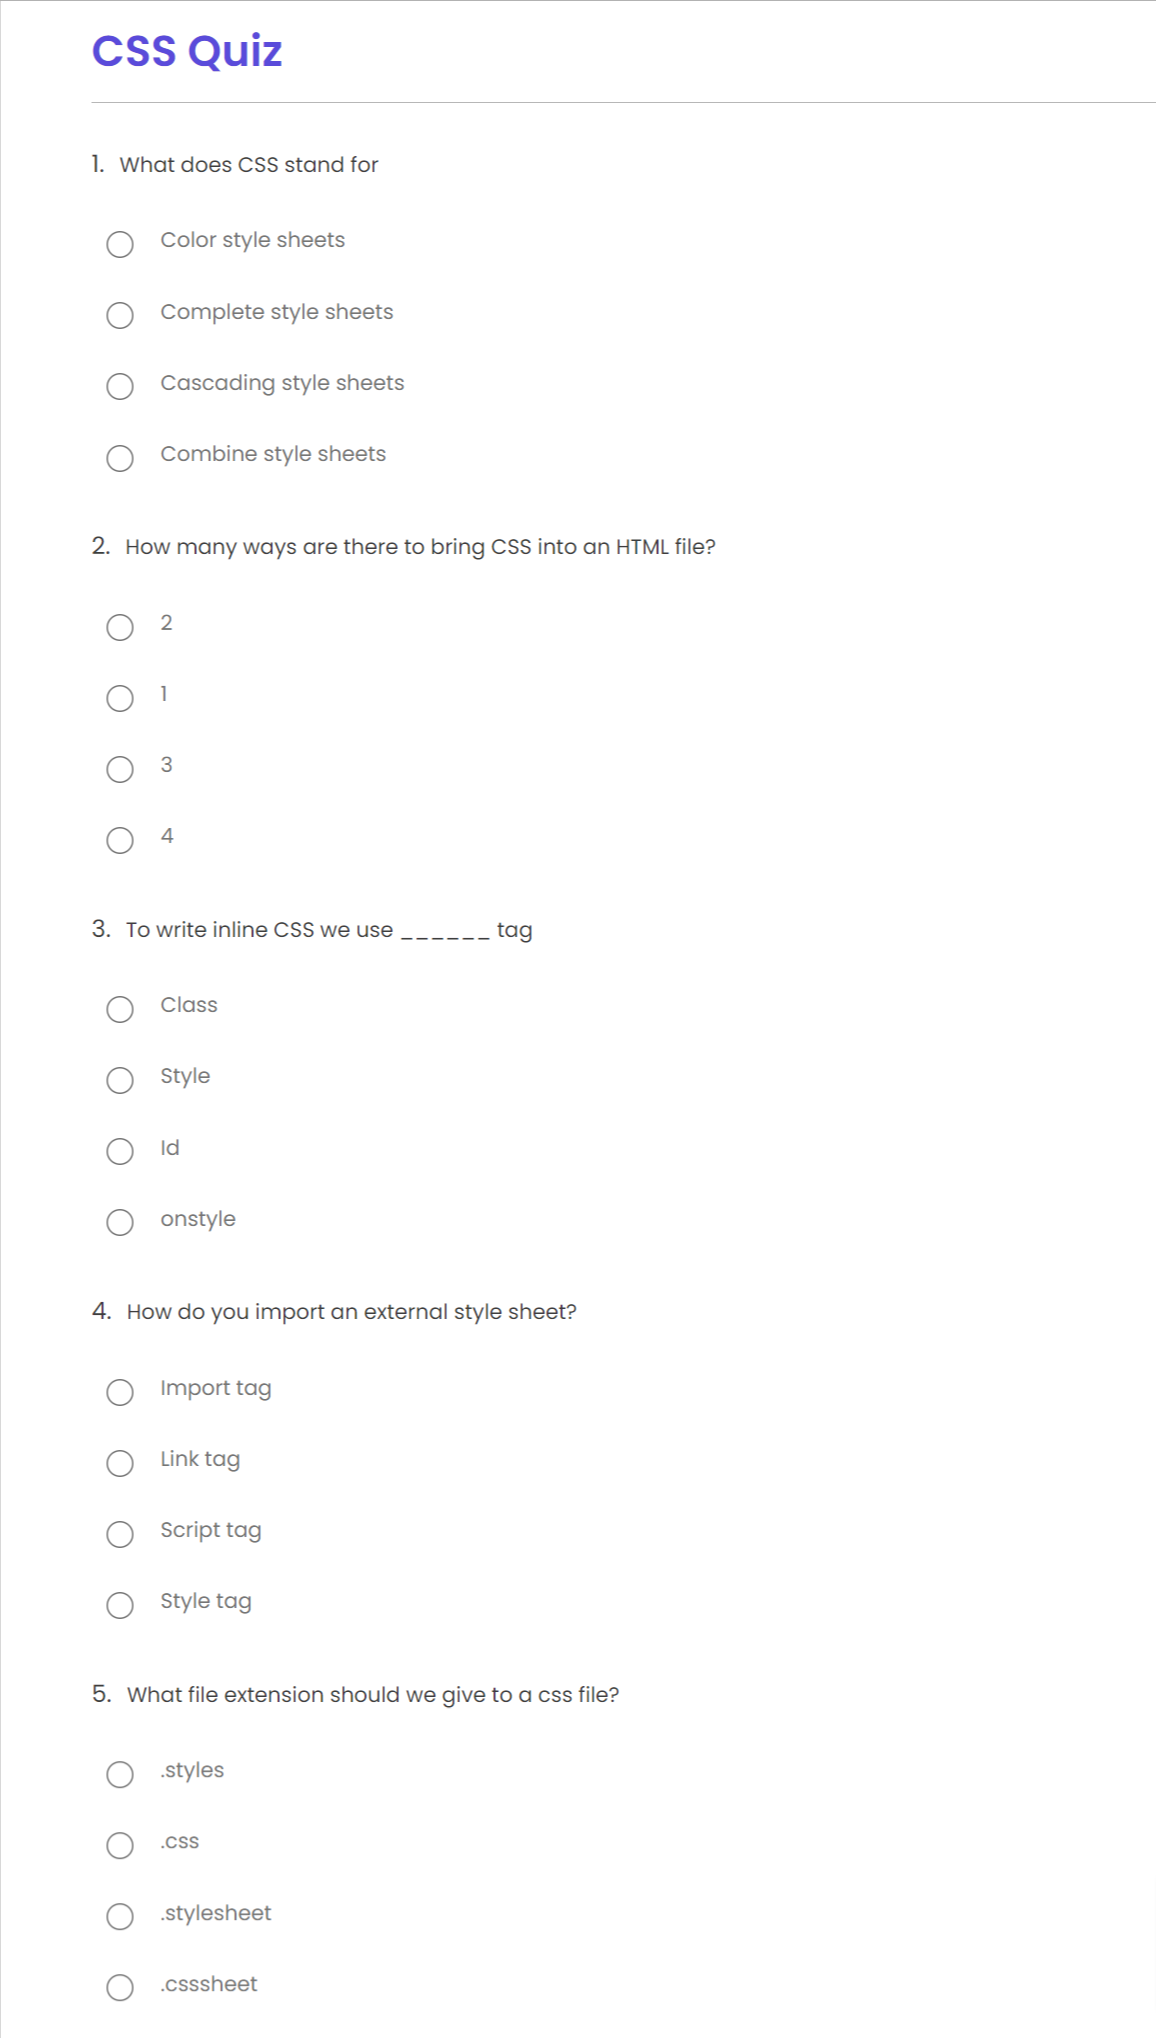 CSS Quiz
1. What does CSS stand for
Color style sheets
Complete style sheets
Cascading style sheets
Combine style sheets
2. How many ways are there to bring CSS into an HTML file?
2
1
3
4
3. To write inline CSS we use ______ tag
Class
Style
Id
onstyle
4. How do you import an external style sheet?
Import tag
Link tag
Script tag
Style tag
5. What file extension should we give to a css file?
.styles
.css
.stylesheet
.csssheet